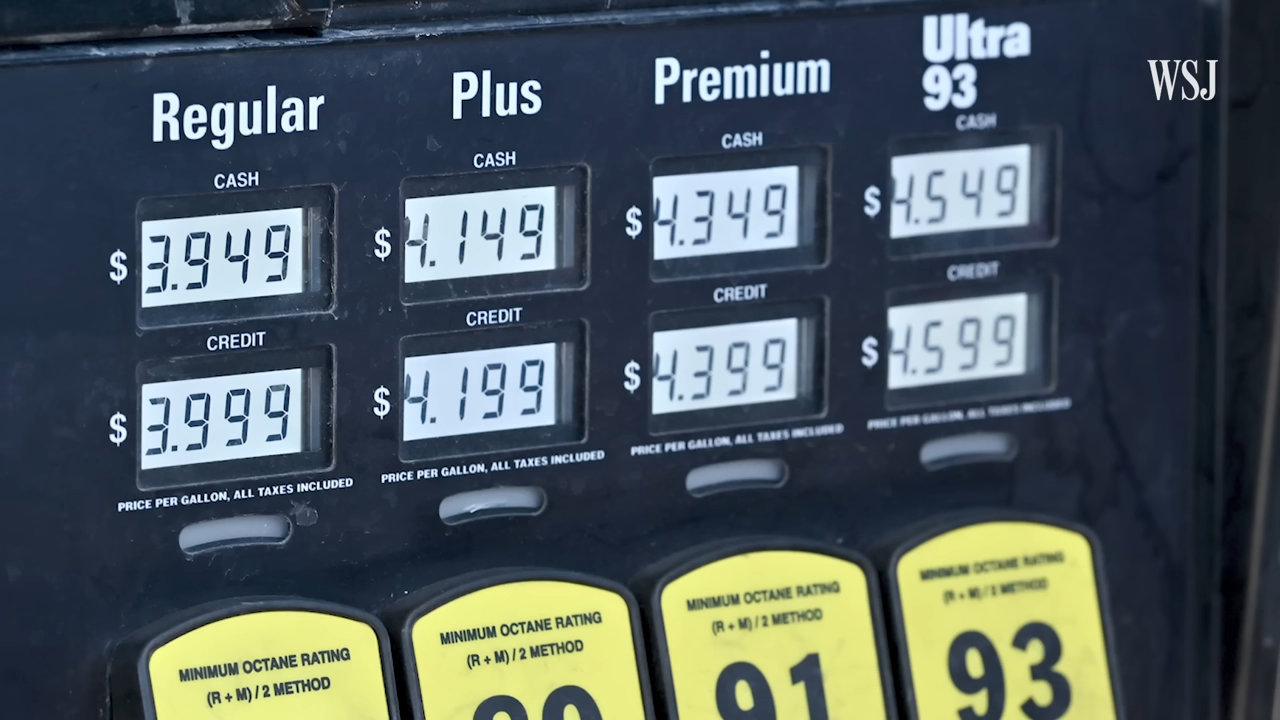 Regular
CASH
$ 3.949
CREDIT
$ 3.999
PRICE PER GALLON, ALL TAXES INCLUDED
MINIMUM OCTANE RATING
(R + M) / 2 METHOD
Plus
CASH
$ 4.149
CREDIT
$ 4.199
PRICE PER GALLON, ALL TAXES INCLUDED
MINIMUM OCTANE RATING
(R + M) / 2 METHOD
Premium
CASH
$ 4.349
CREDIT
$ 4.399
PRICE PER GALLON, ALL TAXES INCLUDED
MINIMUM OCTANE RATING
(R + M) / 2 METHOD
91
Ultra
93
CASH
$ 4.549
CREDIT
$ 4.599
PRICE PER GALLON, ALL TAXES INCLUDED
MINIMUM OCTANE RATING
(R + M) / 2 METHOD
93
WSJ